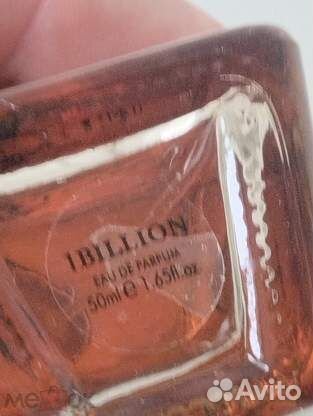 1BILLION
EAU DE PARFUM
50ml ℮ 1.65fl.oz
Avito